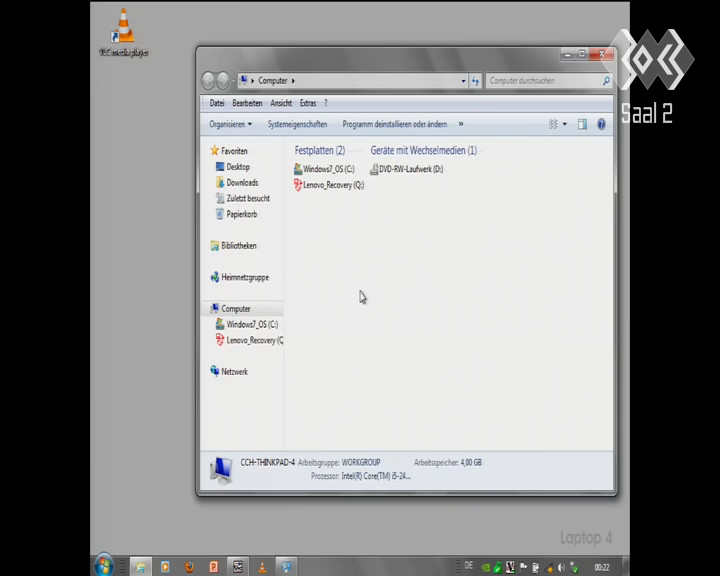 VLC media player
Saal 2
Computer
Computer durchsuchen
Datei Bearbeiten Ansicht Extras ?
Organisieren Systemeigenschaften Programm deinstallieren oder ändern »
Favoriten
Desktop
Downloads
Zuletzt besucht
Papierkorb
Bibliotheken
Heimnetzgruppe
Computer
Windows7_OS (C:)
Lenovo_Recovery (Q
Netzwerk
Festplatten (2)
Windows7_OS (C:)
Lenovo_Recovery (Q:)
Geräte mit Wechselmedien (1)
DVD-RW-Laufwerk (D:)
CCH-THINKPAD-4 Arbeitsgruppe: WORKGROUP Arbeitsspeicher: 4,00 GB
Prozessor: Intel(R) Core(TM) i5-24...
Laptop 4
DE 00:22